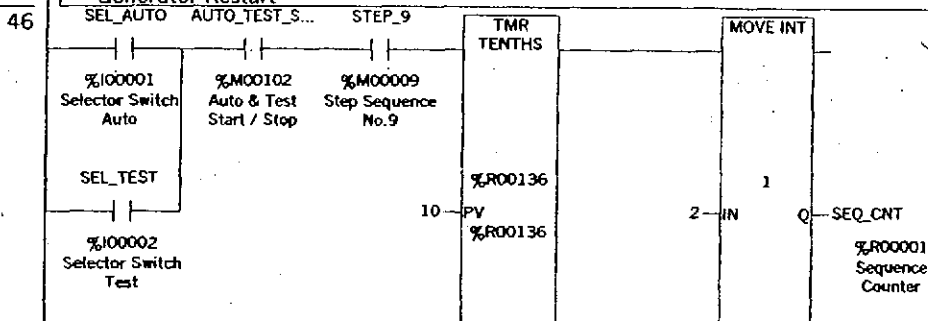 Generator Restart
46
SEL_AUTO AUTO_TEST_S... STEP_9
TMR
TENTHS
MOVE INT
%I00001
Selector Switch
Auto
%M00102
Auto & Test
Start / Stop
%M00009
Step Sequence
No.9
SEL_TEST
%I00002
Selector Switch
Test
%R00136
10 PV
%R00136
1
2 IN Q SEQ_CNT
%R00001
Sequence
Counter